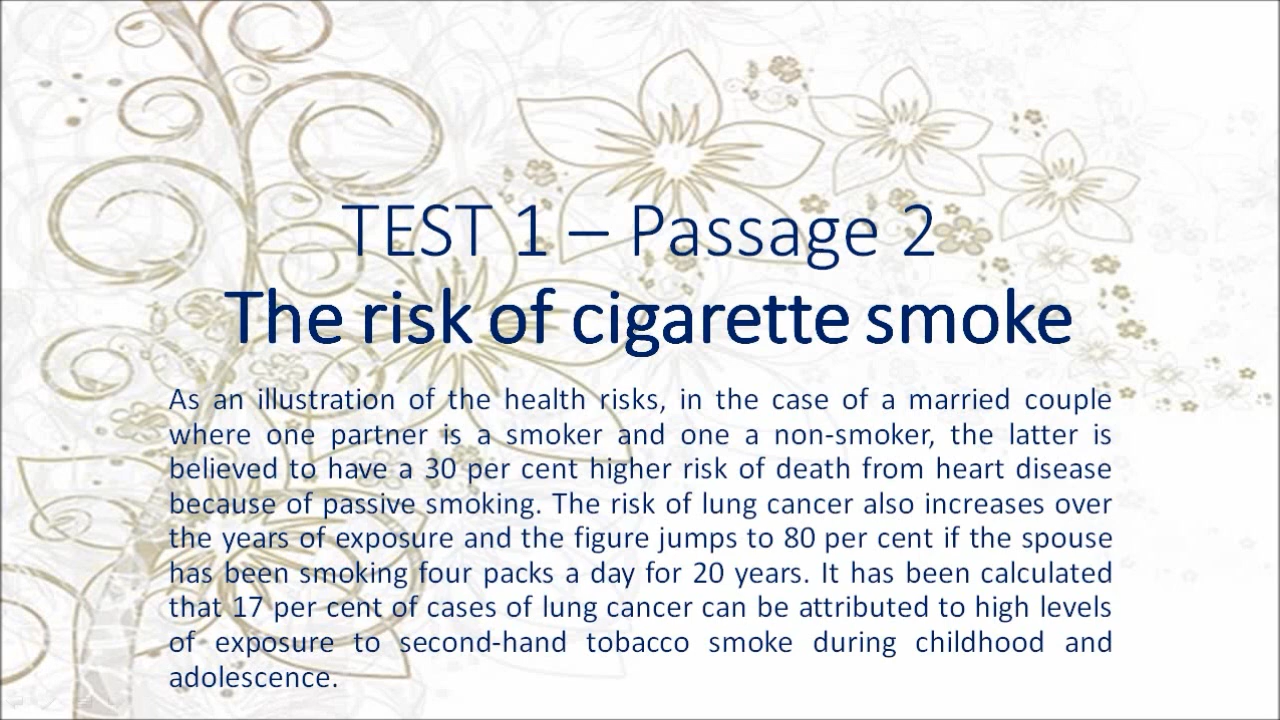 TEST 1 – Passage 2
The risk of cigarette smoke
As an illustration of the health risks, in the case of a married couple
where one partner is a smoker and one a non-smoker, the latter is
believed to have a 30 per cent higher risk of death from heart disease
because of passive smoking. The risk of lung cancer also increases over
the years of exposure and the figure jumps to 80 per cent if the spouse
has been smoking four packs a day for 20 years. It has been calculated
that 17 per cent of cases of lung cancer can be attributed to high levels
of exposure to second-hand tobacco smoke during childhood and
adolescence.